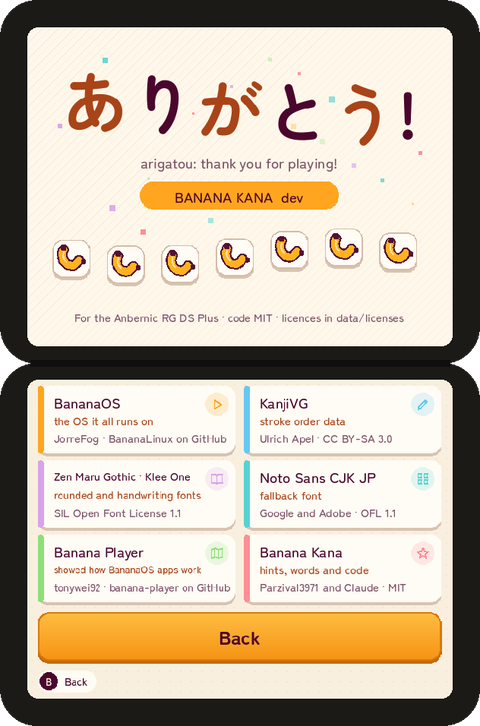 ありがとう!
arigatou: thank you for playing!
BANANA KANA dev
For the Anbernic RG DS Plus · code MIT · licences in data/licenses
BananaOS
the OS it all runs on
JorreFog · BananaLinux on GitHub
KanjiVG
stroke order data
Ulrich Apel · CC BY-SA 3.0
Zen Maru Gothic · Klee One
rounded and handwriting fonts
SIL Open Font License 1.1
Noto Sans CJK JP
fallback font
Google and Adobe · OFL 1.1
Banana Player
showed how BananaOS apps work
tonywei92 · banana-player on GitHub
Banana Kana
hints, words and code
Parzival3971 and Claude · MIT
Back
B Back